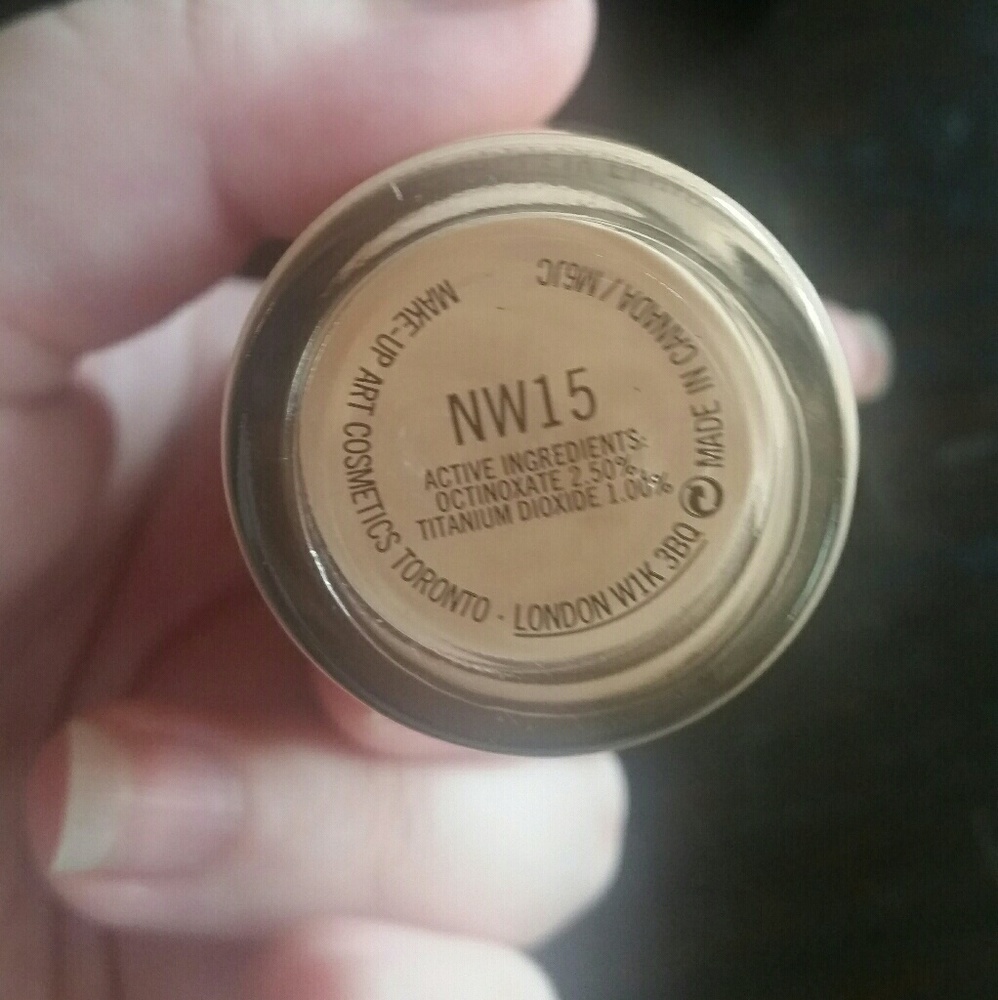 NW15
ACTIVE INGREDIENTS:
OCTINOXATE 2.50%
TITANIUM DIOXIDE 1.00%
MAKE-UP ART COSMETICS TORONTO · LONDON W1K 3BQ
MADE IN CANADA / M6JC